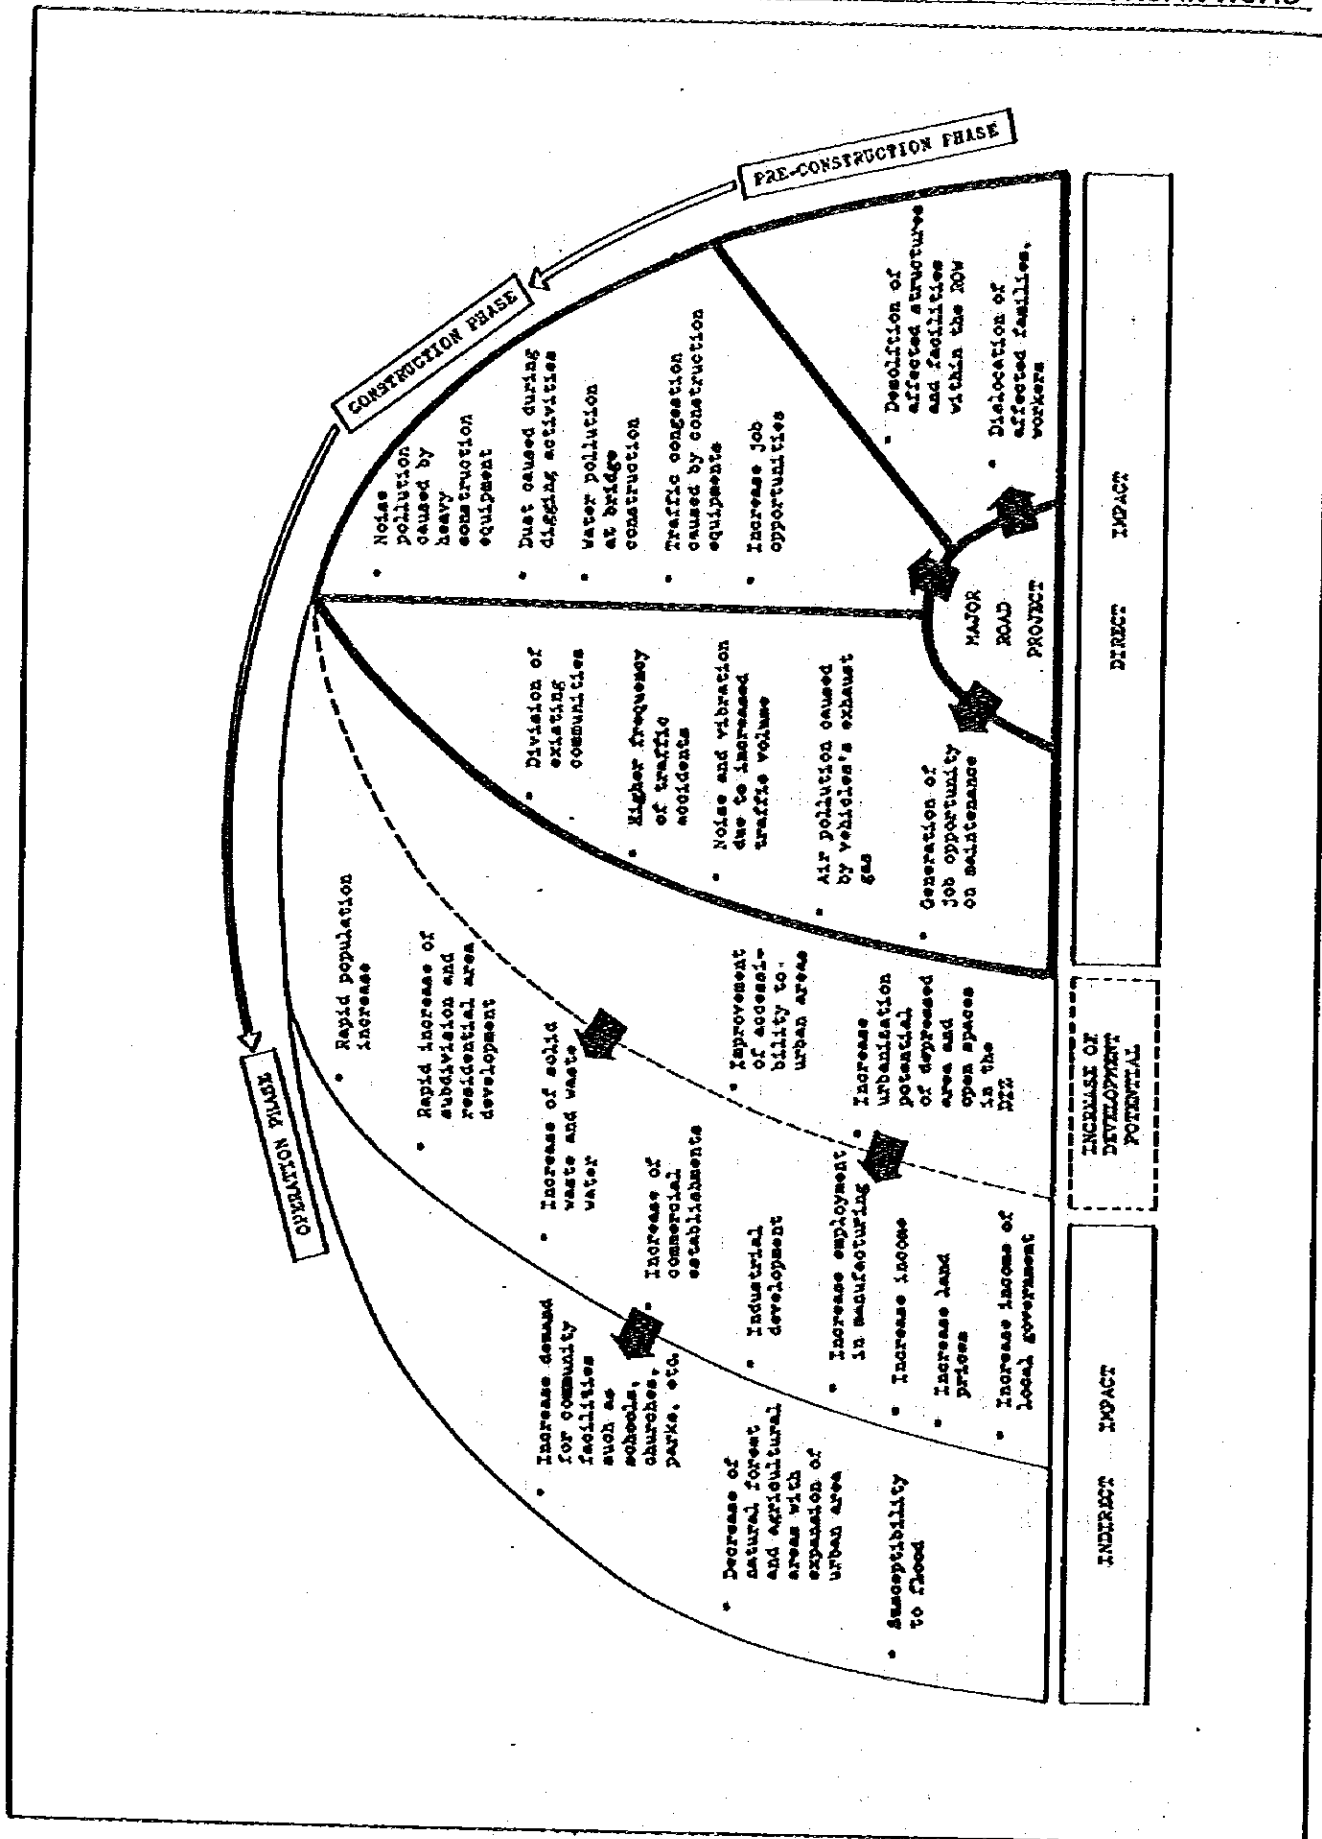 PRE-CONSTRUCTION PHASE
CONSTRUCTION PHASE
OPERATION PHASE
• Noise
pollution
caused by
heavy
construction
equipment
• Dust caused during
digging activities
• Water pollution
at bridge
construction
• Traffic congestion
caused by construction
equipments
• Increase job
opportunities
• Demolition of
affected structures
and facilities
within the ROW
• Dislocation of
affected families,
workers
MAJOR
ROAD
PROJECT
• Division of
existing
communities
• Higher frequency
of traffic
accidents
• Noise and vibration
due to increased
traffic volume
• Air pollution caused
by vehicles's exhaust
gas
• Generation of
job opportunity
on maintenance
• Rapid population
increase
• Rapid increase of
subdivision and
residential area
development
• Increase of solid
waste and waste
water
• Increase of
commercial
establishments
• Improvement
of accessi-
bility to
urban areas
• Increase
urbanization
potential
of depressed
area and
open spaces
in the
DIZ
• Industrial
development
• Increase employment
in manufacturing
• Increase income
• Increase land
prices
• Increase income of
local government
• Increase demand
for community
facilities
such as
schools,
churches,
parks, etc.
• Decrease of
natural forest
and agricultural
areas with
expansion of
urban area
• Susceptibility
to flood
INDIRECT IMPACT
INCREASE OF
DEVELOPMENT
POTENTIAL
DIRECT IMPACT